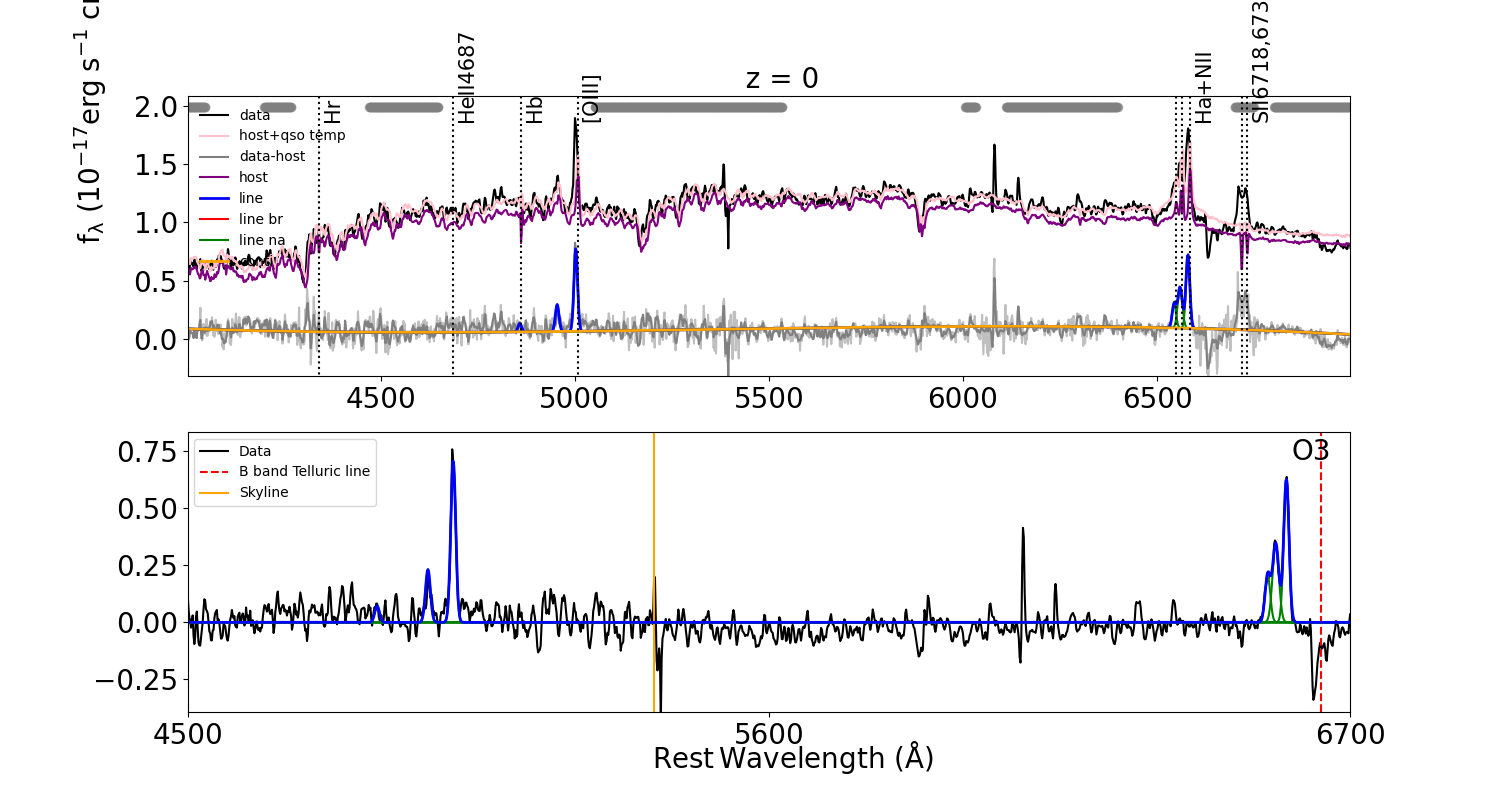 z = 0
f_λ (10^−17 erg s^−1 c
Hr
HeII4687
Hb
[OIII]
Ha+NII
SII6718,673
2.0
1.5
1.0
0.5
0.0
data
host+qso temp
data-host
host
line
line br
line na
4500
5000
5500
6000
6500
0.75
0.50
0.25
0.00
−0.25
Data
B band Telluric line
Skyline
O3
4500
5600
6700
Rest Wavelength (Å)